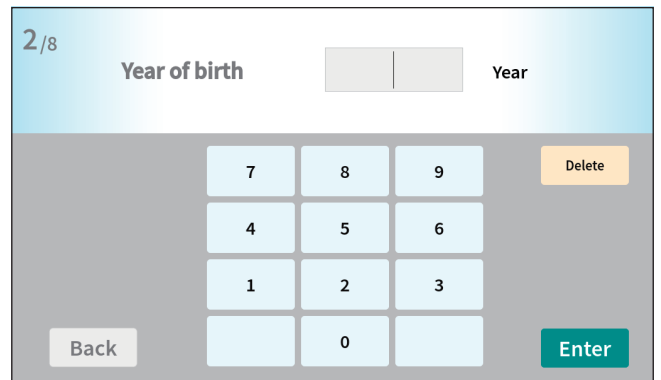 2/8
Year of birth Year
7 8 9 Delete
4 5 6
1 2 3
Back 0 Enter